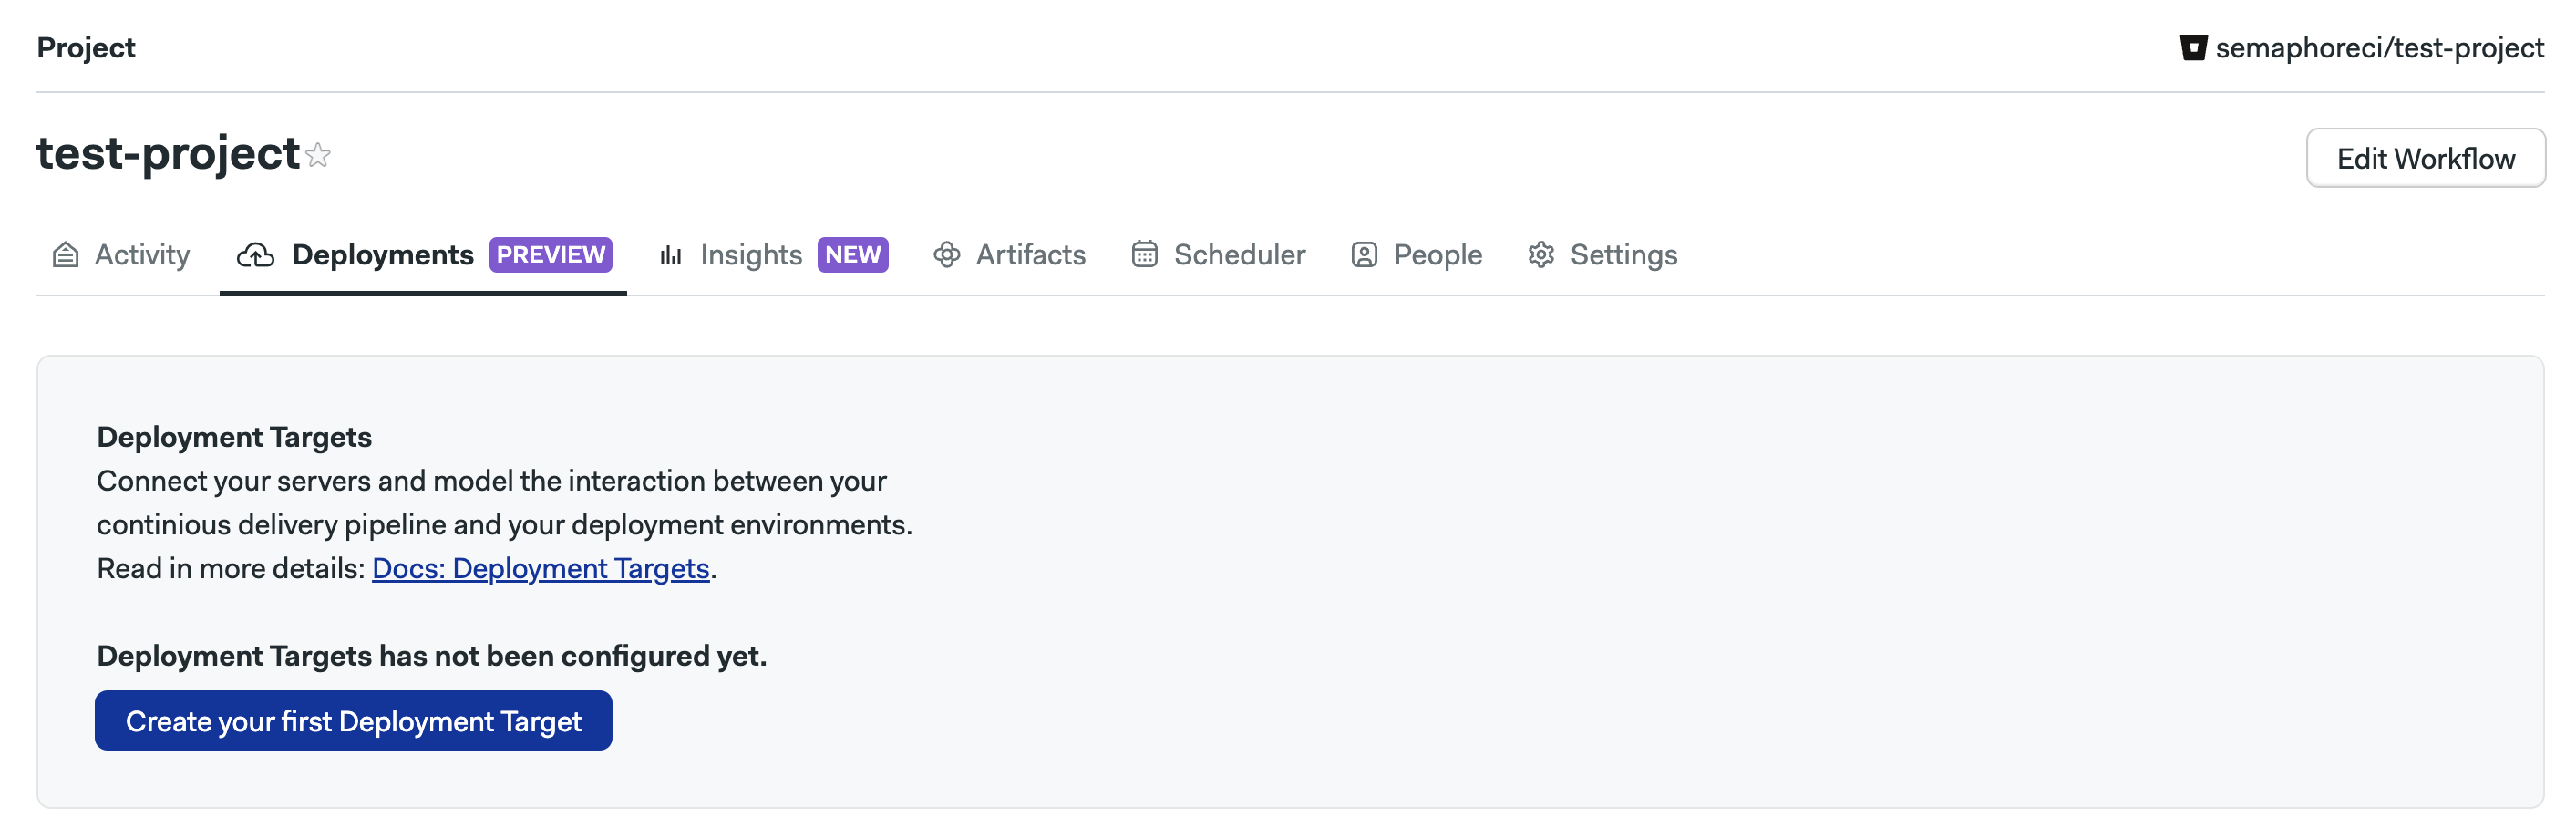 Project
semaphoreci/test-project
test-project
Edit Workflow
Activity
Deployments PREVIEW
Insights NEW
Artifacts
Scheduler
People
Settings
Deployment Targets
Connect your servers and model the interaction between your
continious delivery pipeline and your deployment environments.
Read in more details: Docs: Deployment Targets.
Deployment Targets has not been configured yet.
Create your first Deployment Target